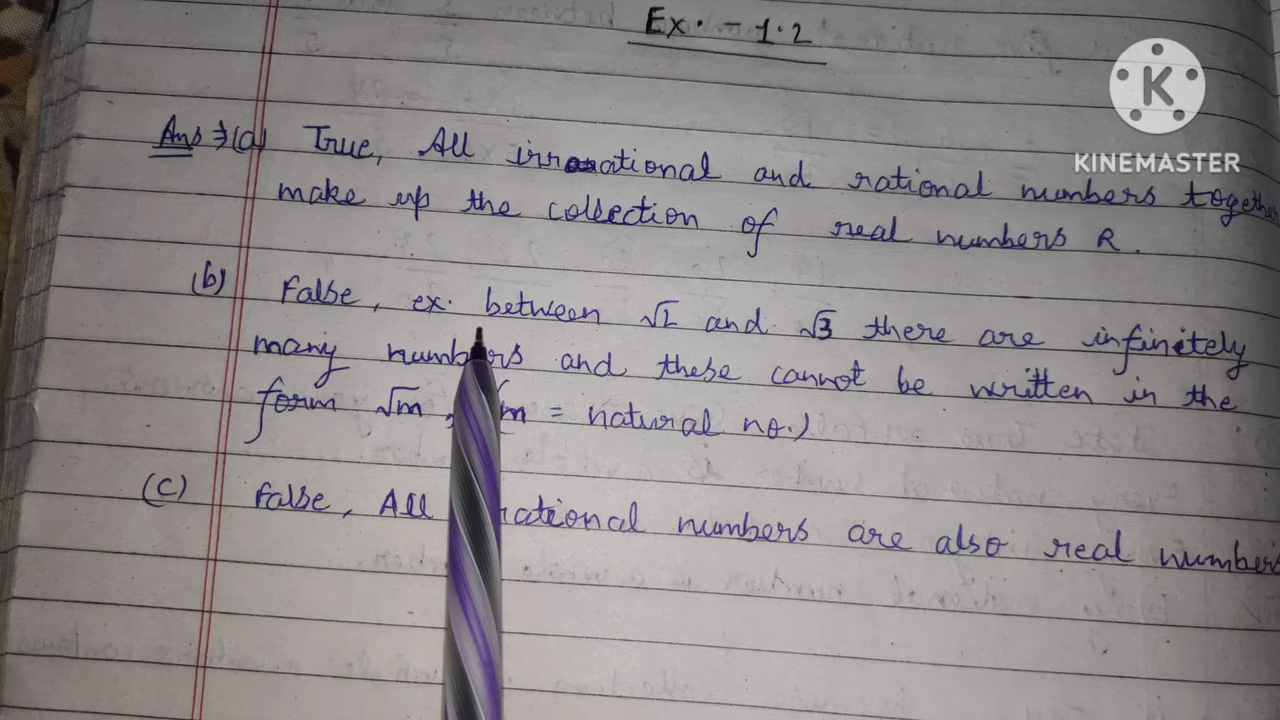 Ex. - 1.2
K
KINEMASTER
Ans → (a) True, All irrational and rational numbers together
make up the collection of real numbers R.
(b) False, ex. between √2 and √3 there are infinitely
many numbers and these cannot be written in the
form √m, (m = natural no.)
(c) False, All rational numbers are also real numbers